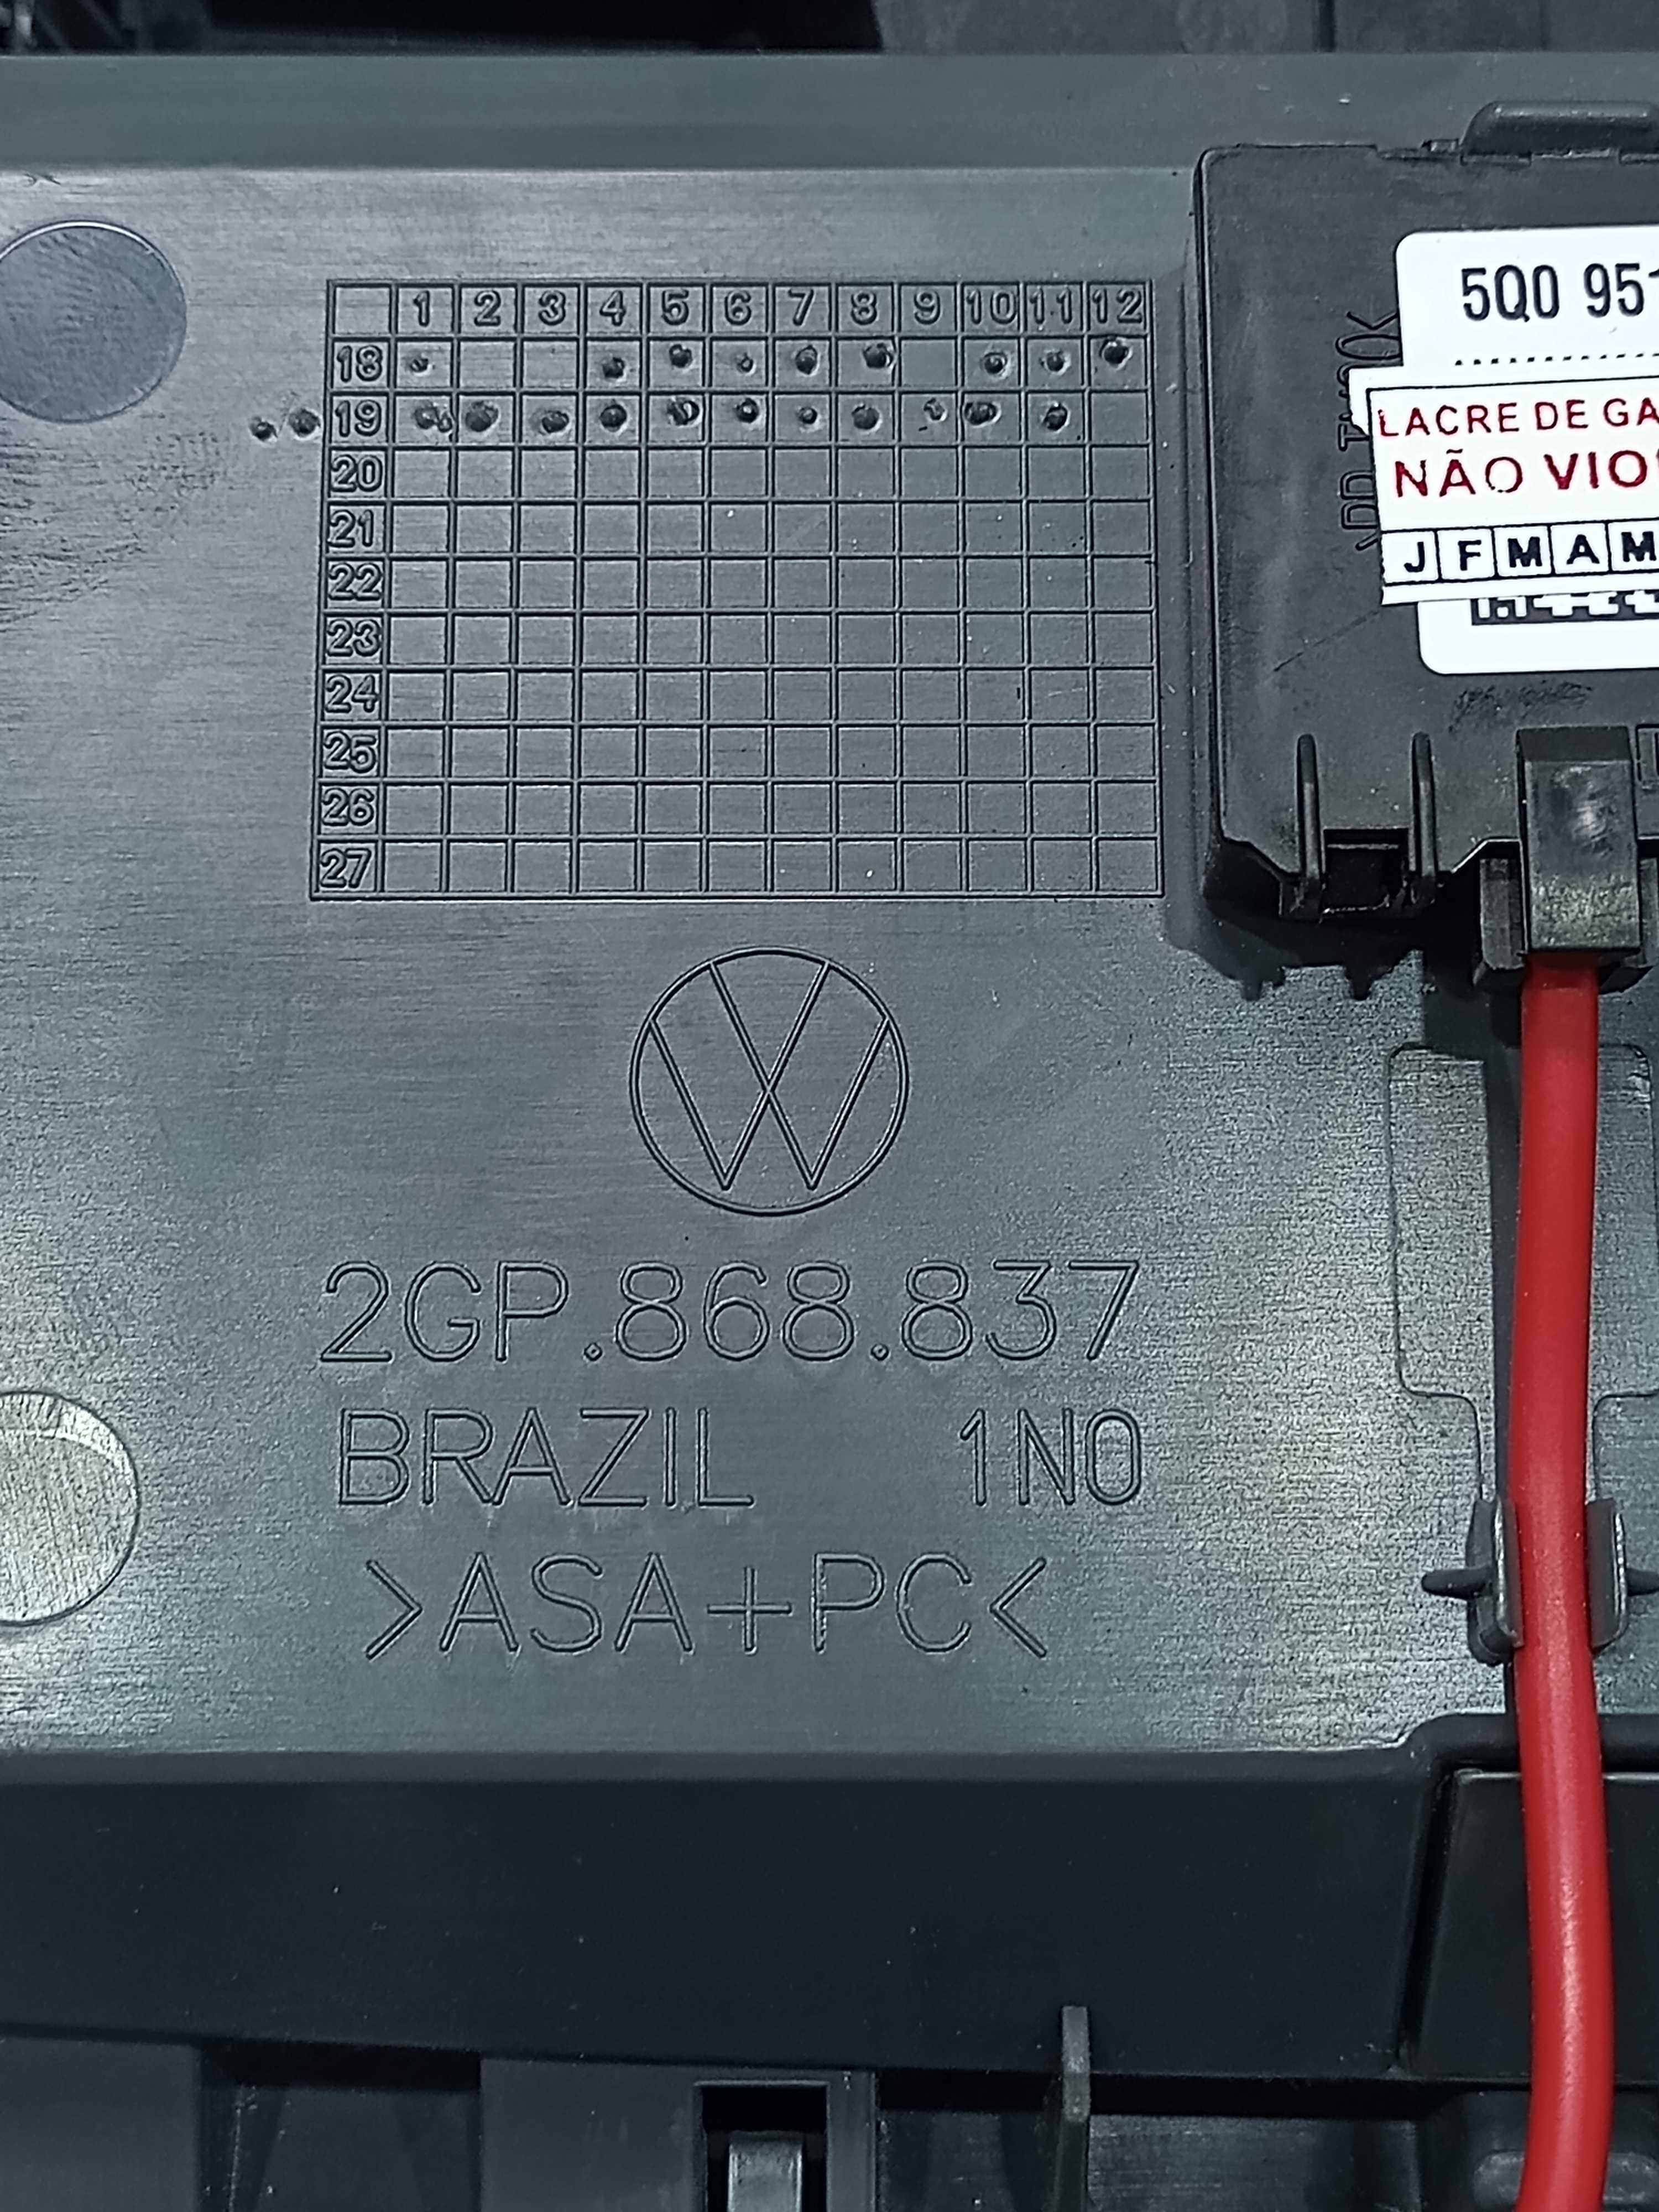 1 2 3 4 5 6 7 8 9 10 11 12
18
19
20
21
22
23
24
25
26
27
5Q0 951
LACRE DE GA
NÃO VIO
J F M A M
2GP.868.837
BRAZIL 1N0
>ASA+PC<